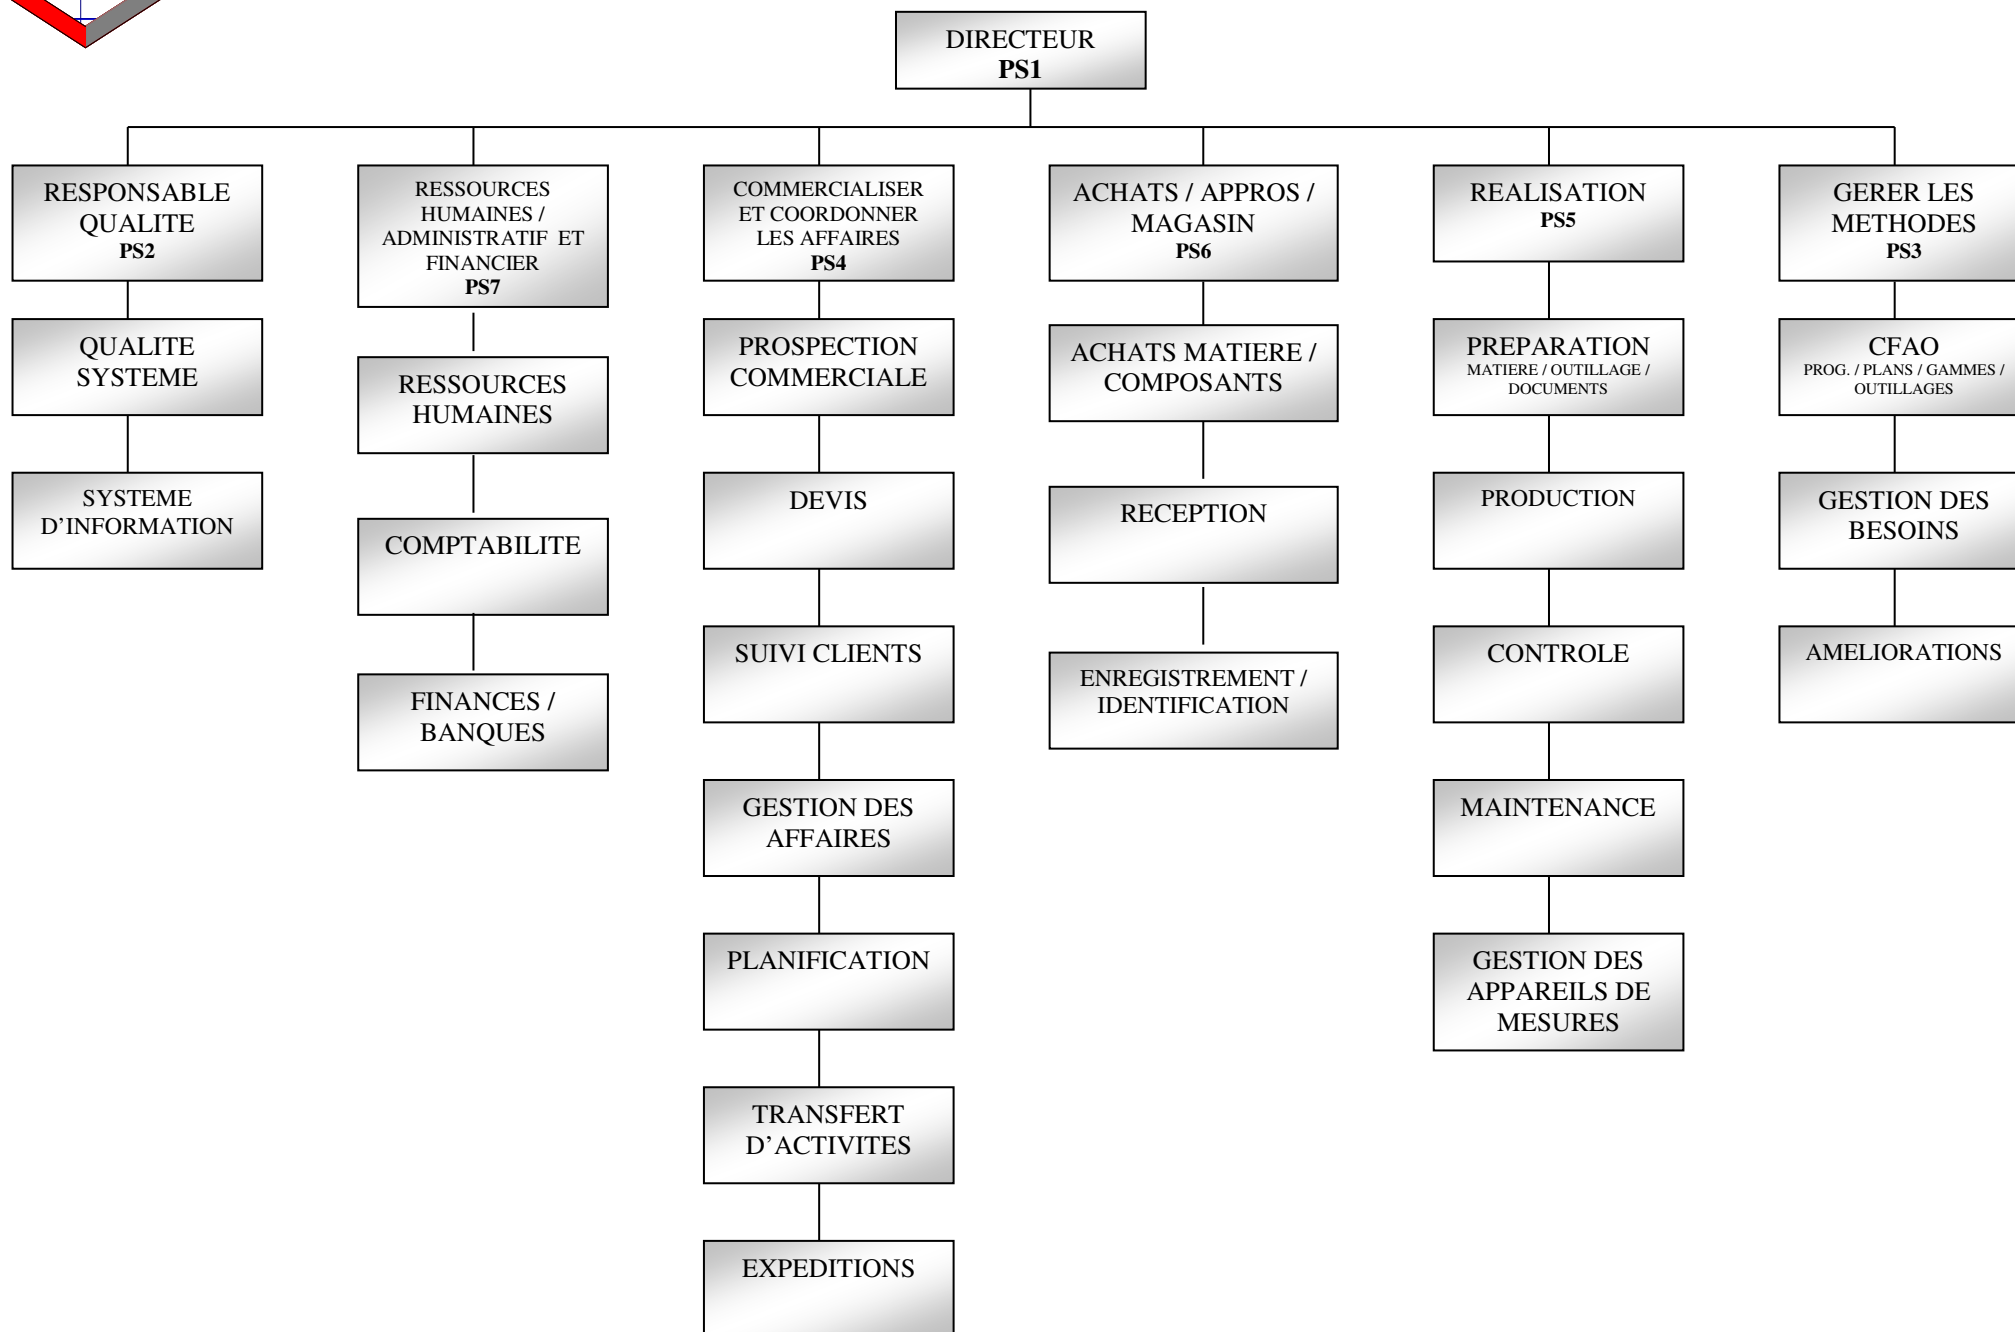 DIRECTEUR
PS1
RESPONSABLE
QUALITE
PS2
QUALITE
SYSTEME
SYSTEME
D’INFORMATION
RESSOURCES
HUMAINES /
ADMINISTRATIF ET
FINANCIER
PS7
RESSOURCES
HUMAINES
COMPTABILITE
FINANCES /
BANQUES
COMMERCIALISER
ET COORDONNER
LES AFFAIRES
PS4
PROSPECTION
COMMERCIALE
DEVIS
SUIVI CLIENTS
GESTION DES
AFFAIRES
PLANIFICATION
TRANSFERT
D’ACTIVITES
EXPEDITIONS
ACHATS / APPROS /
MAGASIN
PS6
ACHATS MATIERE /
COMPOSANTS
RECEPTION
ENREGISTREMENT /
IDENTIFICATION
REALISATION
PS5
PREPARATION
MATIERE / OUTILLAGE /
DOCUMENTS
PRODUCTION
CONTROLE
MAINTENANCE
GESTION DES
APPAREILS DE
MESURES
GERER LES
METHODES
PS3
CFAO
PROG. / PLANS / GAMMES /
OUTILLAGES
GESTION DES
BESOINS
AMELIORATIONS